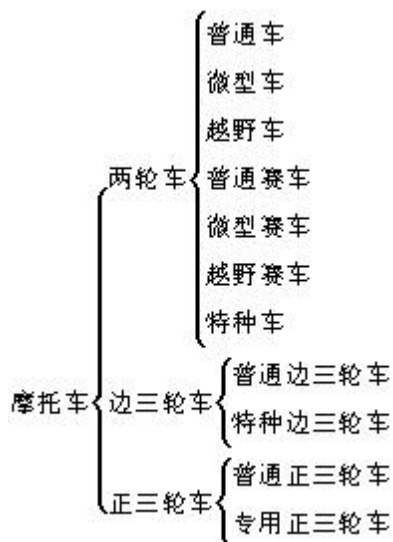 普通车
微型车
越野车
两轮车
普通赛车
微型赛车
越野赛车
特种车
普通边三轮车
摩托车
边三轮车
特种边三轮车
普通正三轮车
正三轮车
专用正三轮车